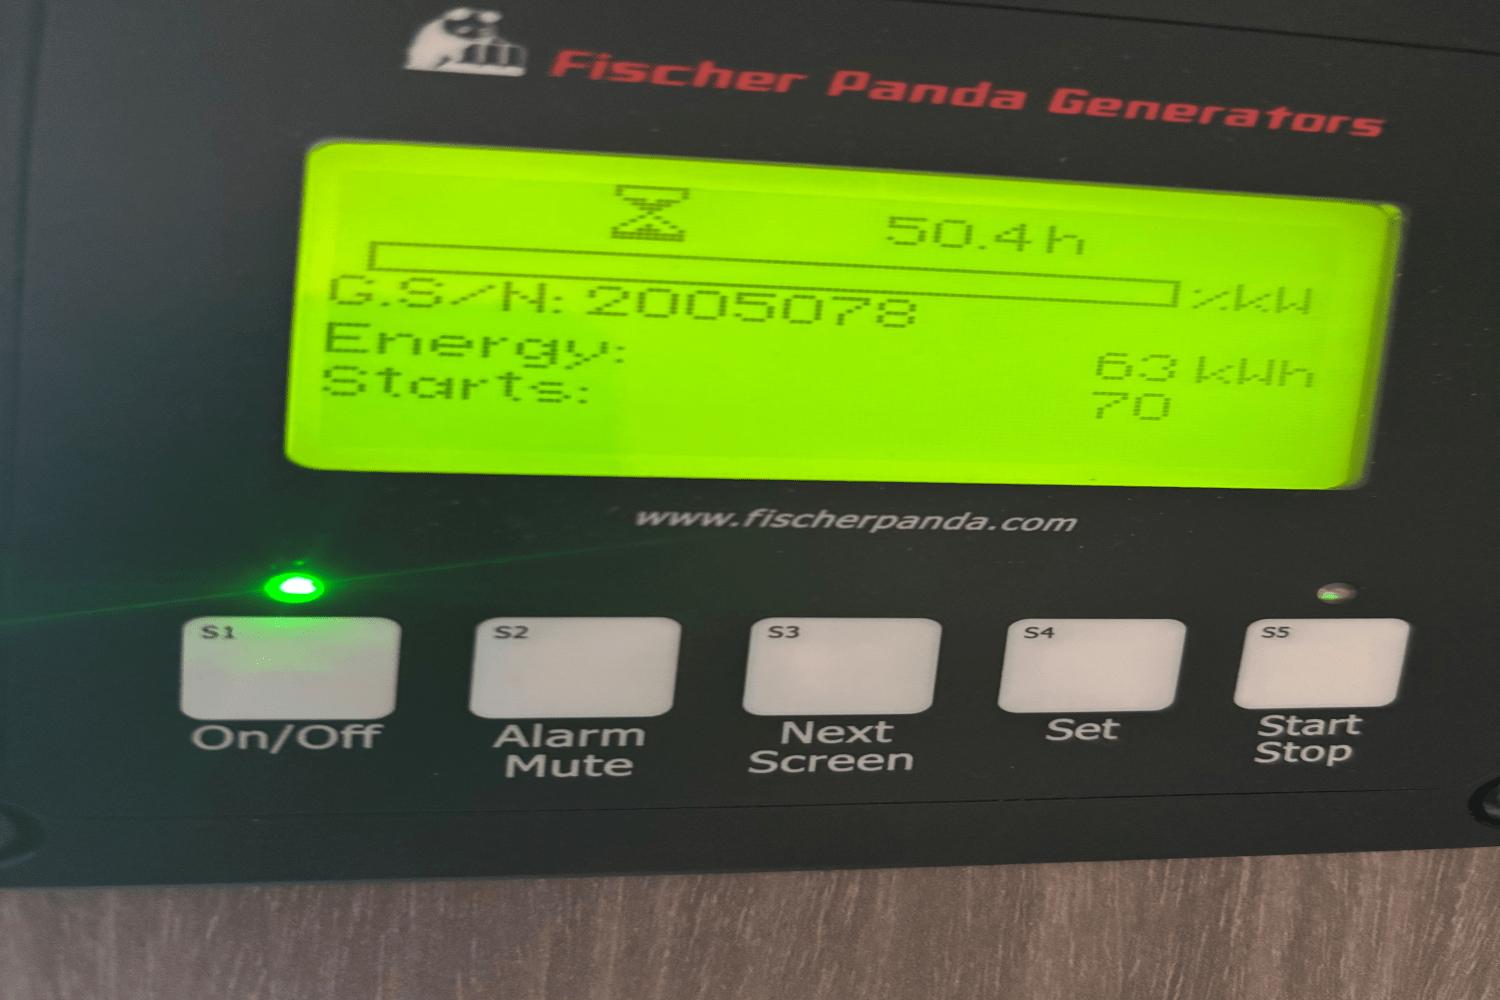 Fischer Panda Generators
50.4h
%kW
G.S/N: 2005078
Energy: 63 kWh
Starts: 70
www.fischerpanda.com
S1 S2 S3 S4 S5
On/Off
Alarm Mute
Next Screen
Set
Start Stop